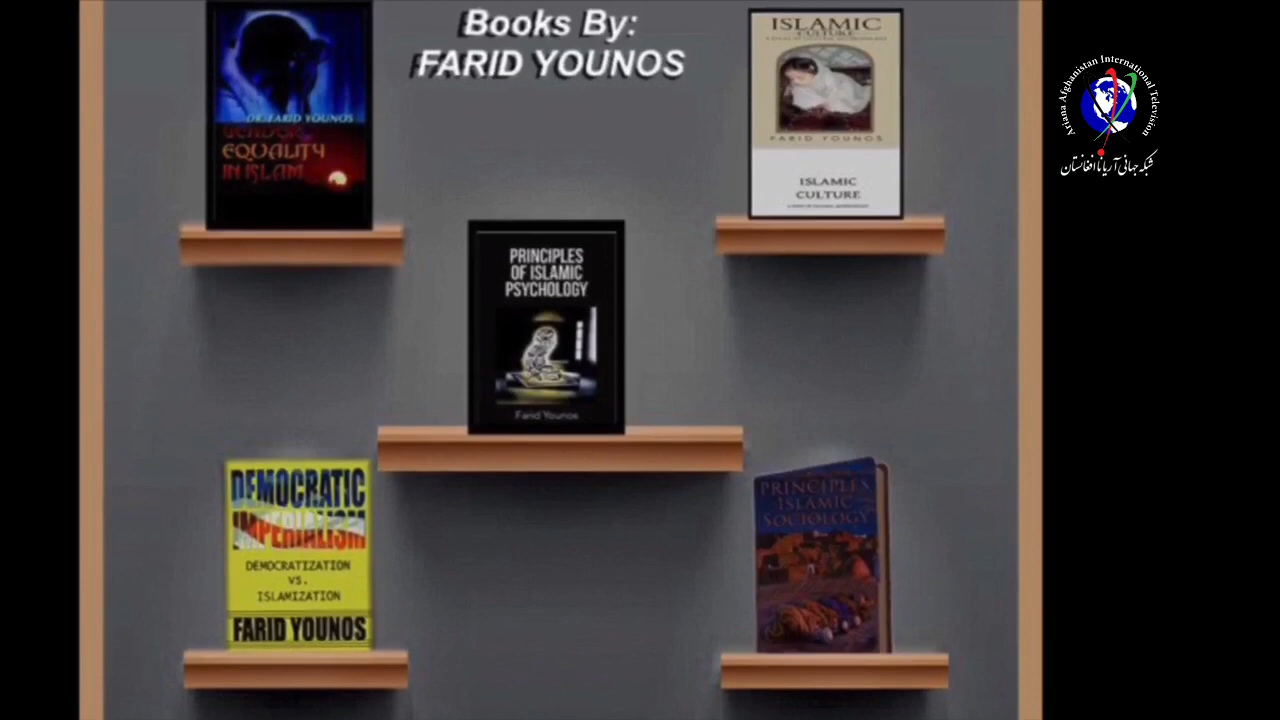 Books By:
FARID YOUNOS
DR. FARID YOUNOS
GENDER
EQUALITY
IN ISLAM
ISLAMIC
CULTURE
FARID YOUNOS
ISLAMIC
CULTURE
PRINCIPLES
OF ISLAMIC
PSYCHOLOGY
Farid Younos
DEMOCRATIC
IMPERIALISM
DEMOCRATIZATION
VS.
ISLAMIZATION
FARID YOUNOS
PRINCIPLES
ISLAMIC
SOCIOLOGY
Ariana Afghanistan International Television
شبکه جهانی آریانا افغانستان